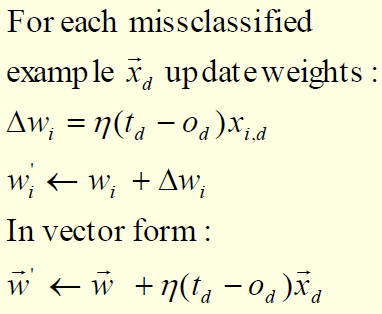 For each missclassified
example x⃗_d update weights :
Δw_i = η(t_d − o_d)x_{i,d}
w_i' ← w_i + Δw_i
In vector form :
w⃗' ← w⃗ + η(t_d − o_d)x⃗_d